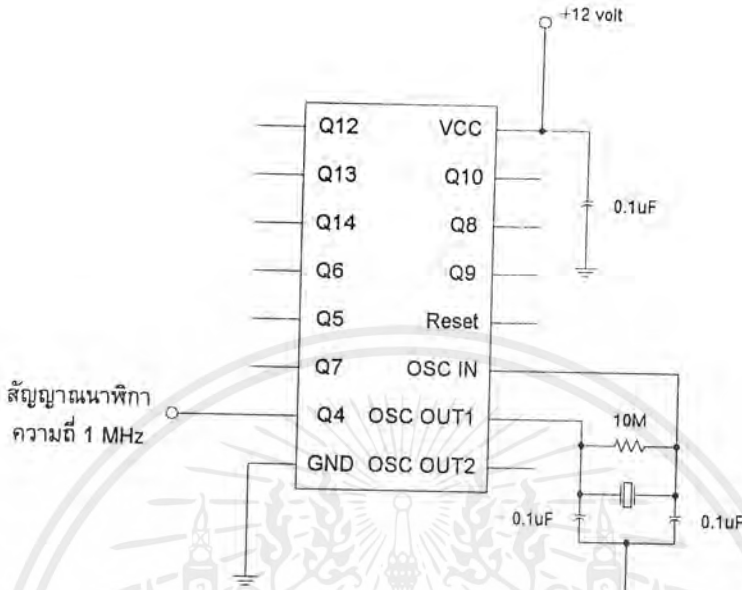 +12 volt
Q12 VCC
Q13 Q10
0.1uF
Q14 Q8
Q6 Q9
Q5 Reset
Q7 OSC IN
สัญญาณนาฬิกา
ความถี่ 1 MHz
Q4 OSC OUT1
10M
GND OSC OUT2
0.1uF 0.1uF